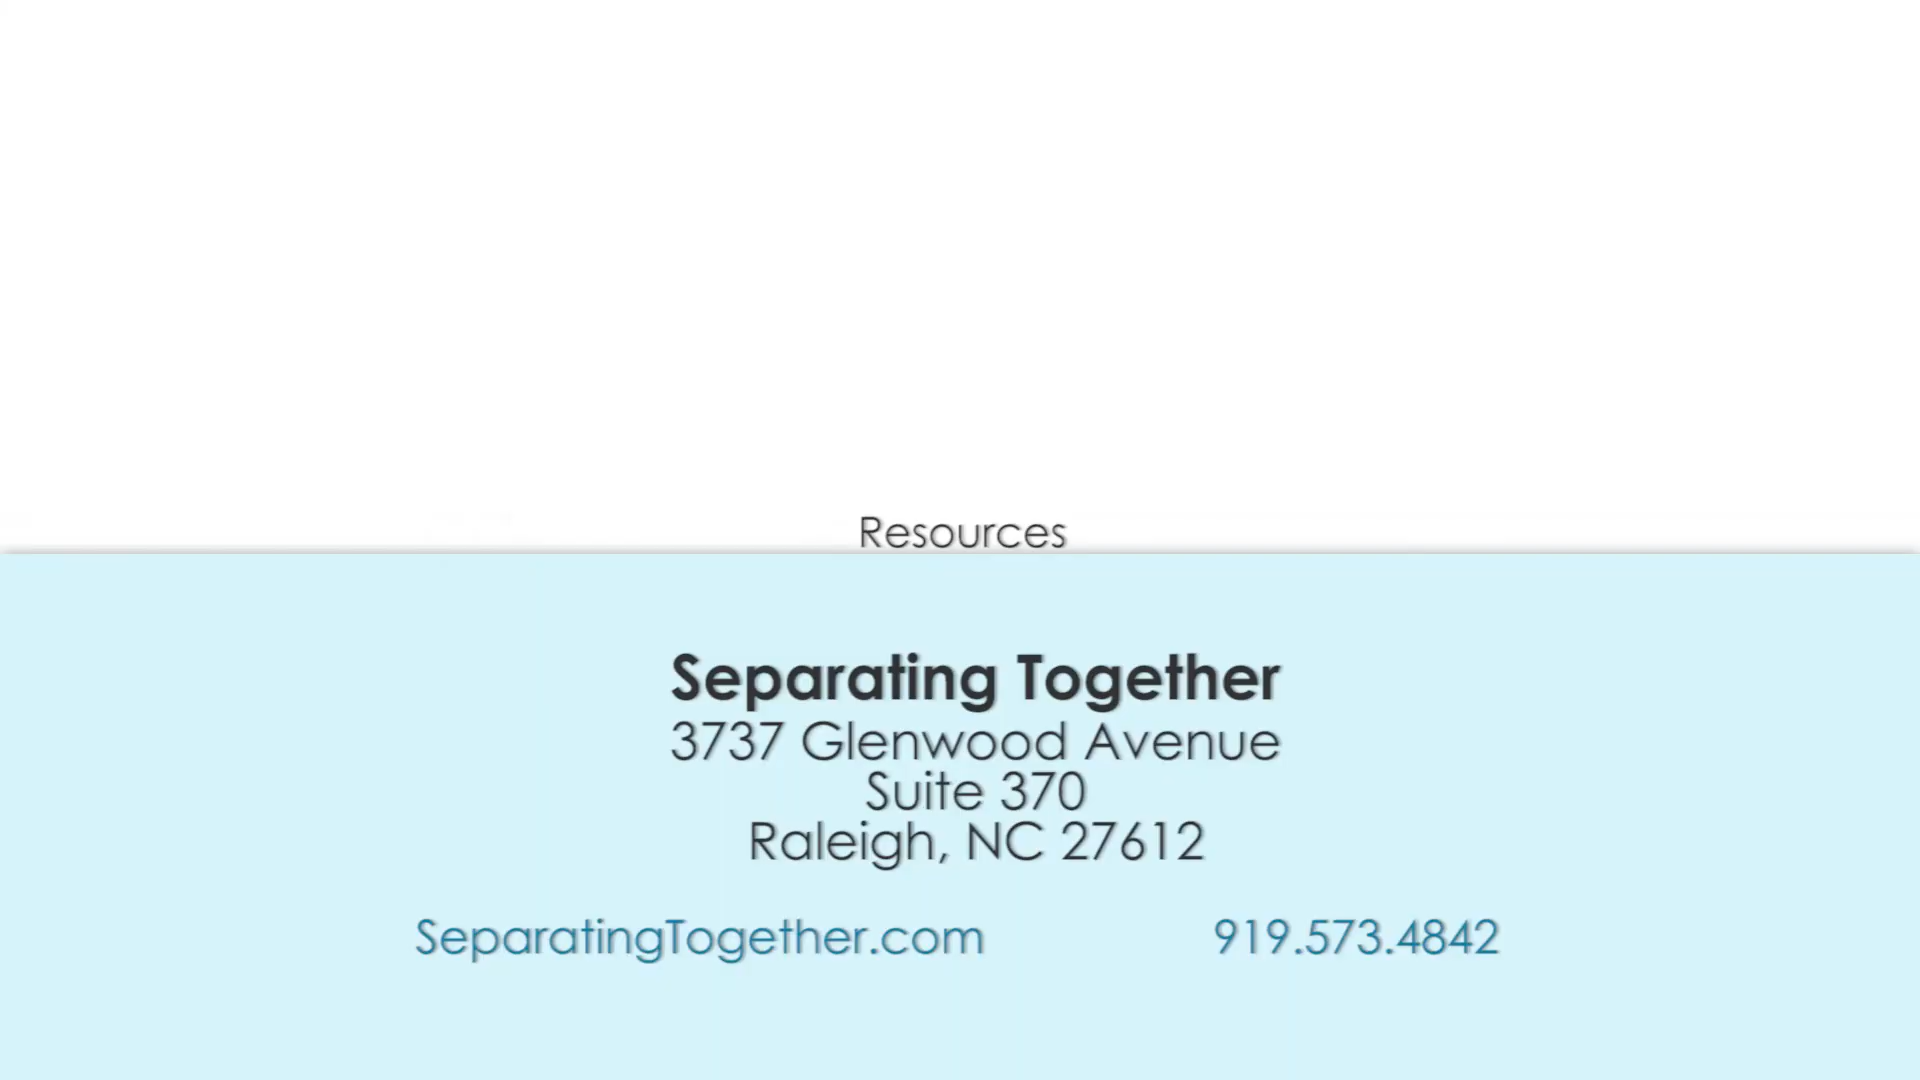 Resources
Separating Together
3737 Glenwood Avenue
Suite 370
Raleigh, NC 27612
SeparatingTogether.com
919.573.4842